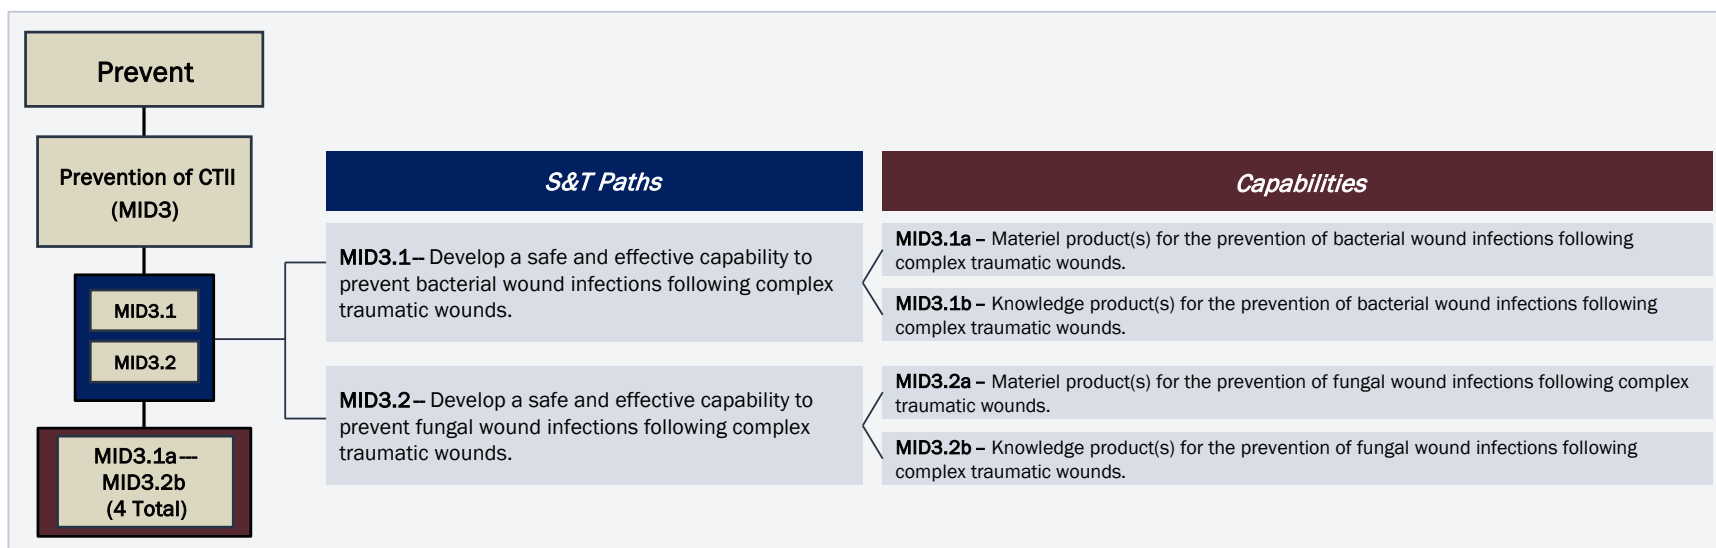 Prevent
Prevention of CTII
(MID3)
MID3.1
MID3.2
MID3.1a---
MID3.2b
(4 Total)
S&T Paths
MID3.1-- Develop a safe and effective capability to
prevent bacterial wound infections following complex
traumatic wounds.
MID3.2-- Develop a safe and effective capability to
prevent fungal wound infections following complex
traumatic wounds.
Capabilities
MID3.1a – Materiel product(s) for the prevention of bacterial wound infections following
complex traumatic wounds.
MID3.1b – Knowledge product(s) for the prevention of bacterial wound infections following
complex traumatic wounds.
MID3.2a – Materiel product(s) for the prevention of fungal wound infections following complex
traumatic wounds.
MID3.2b – Knowledge product(s) for the prevention of fungal wound infections following
complex traumatic wounds.